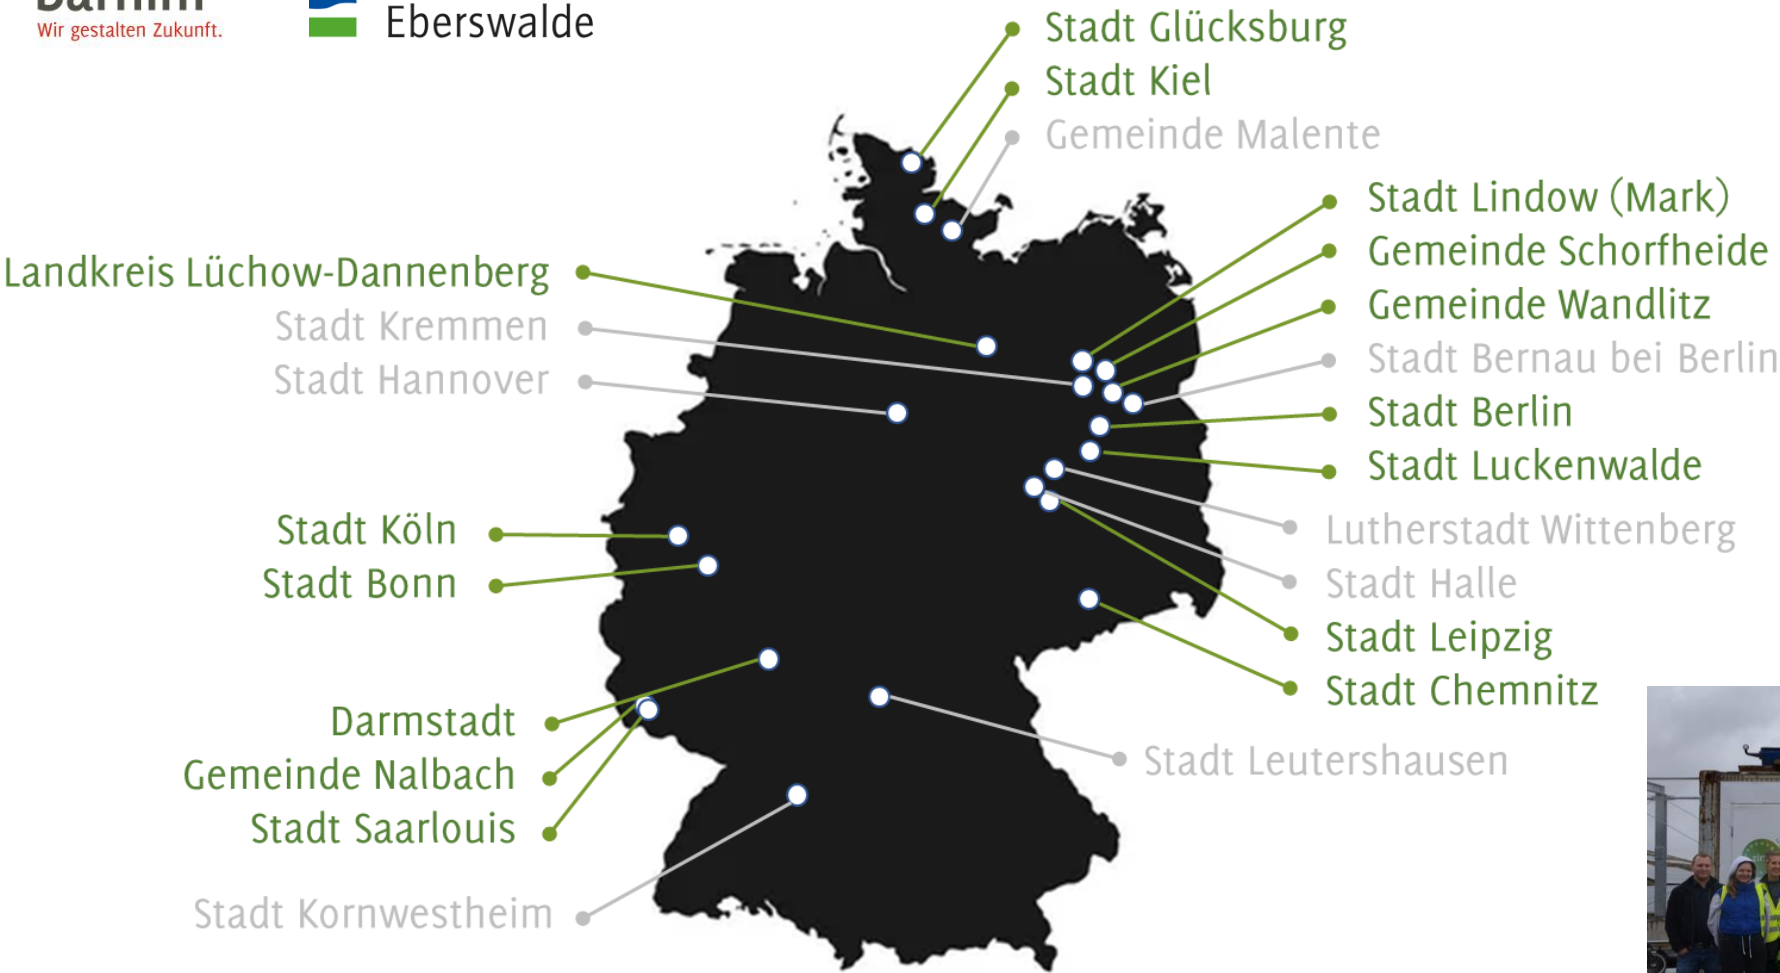 Barnim
Wir gestalten Zukunft.
Eberswalde
Stadt Glücksburg
Stadt Kiel
Gemeinde Malente
Stadt Lindow (Mark)
Gemeinde Schorfheide
Gemeinde Wandlitz
Stadt Bernau bei Berlin
Stadt Berlin
Stadt Luckenwalde
Lutherstadt Wittenberg
Stadt Halle
Stadt Leipzig
Stadt Chemnitz
Stadt Leutershausen
Landkreis Lüchow-Dannenberg
Stadt Kremmen
Stadt Hannover
Stadt Köln
Stadt Bonn
Darmstadt
Gemeinde Nalbach
Stadt Saarlouis
Stadt Kornwestheim